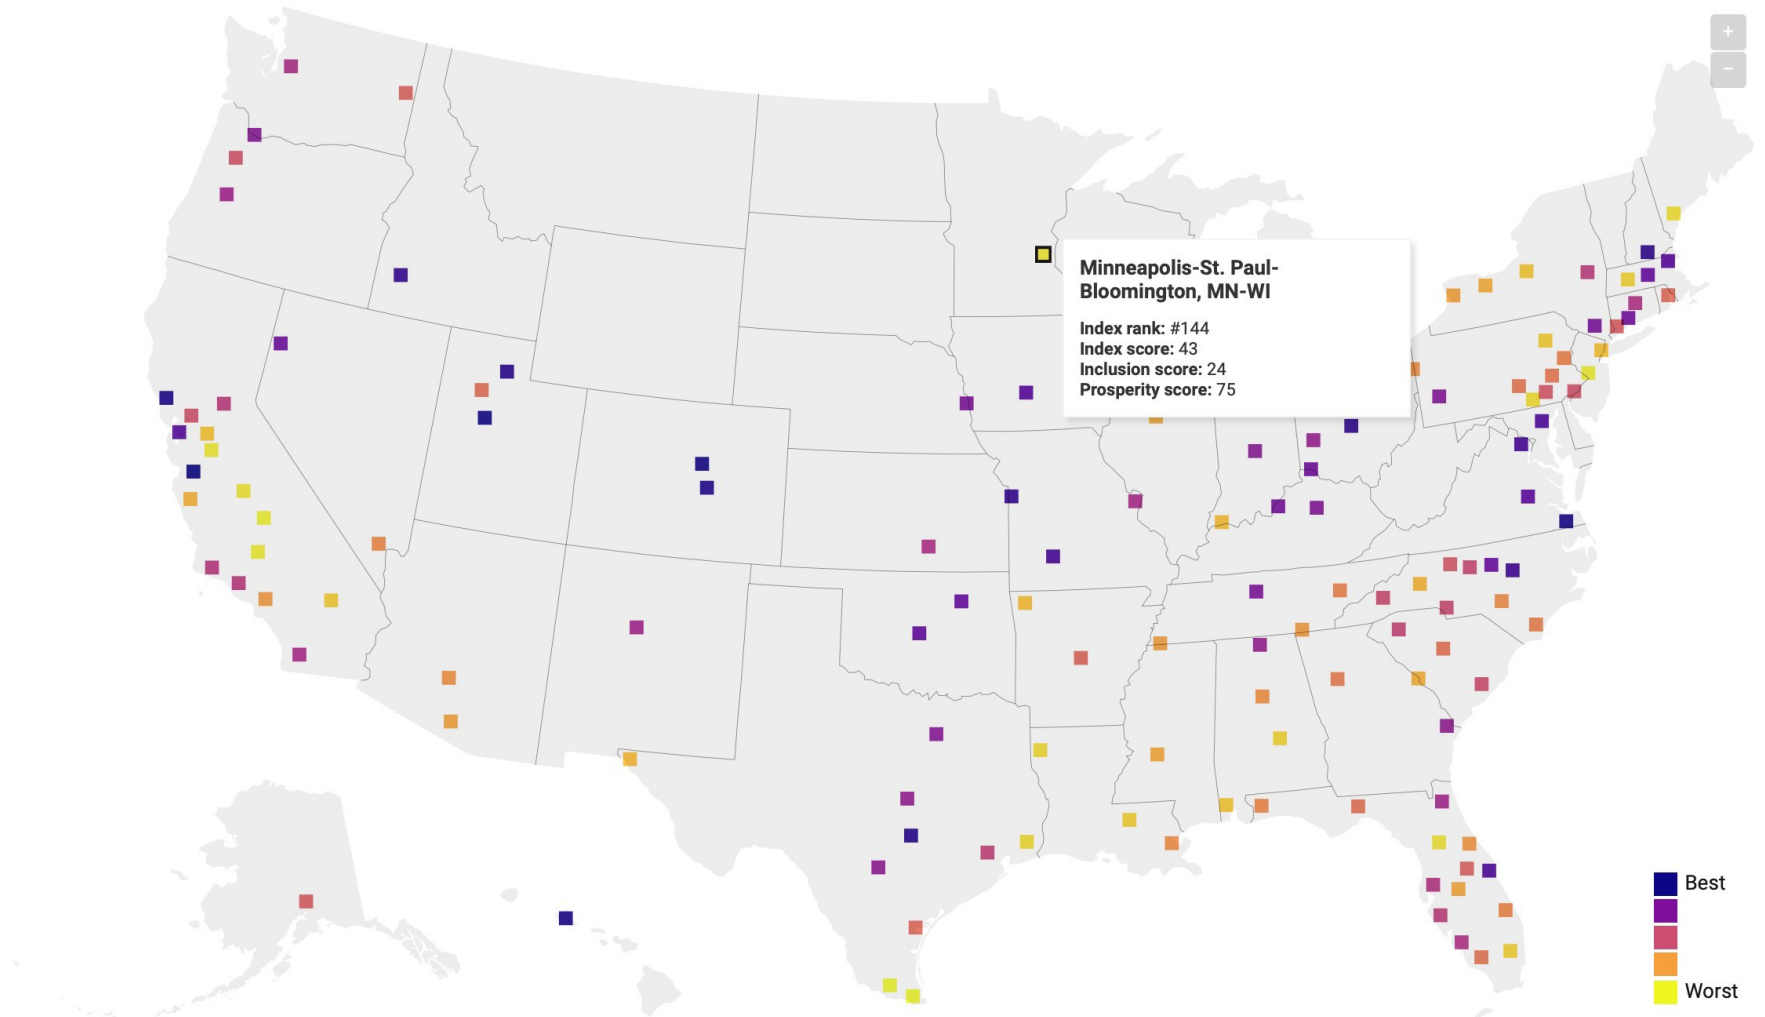 +
−
Minneapolis-St. Paul-
Bloomington, MN-WI
Index rank: #144
Index score: 43
Inclusion score: 24
Prosperity score: 75
Best
Worst